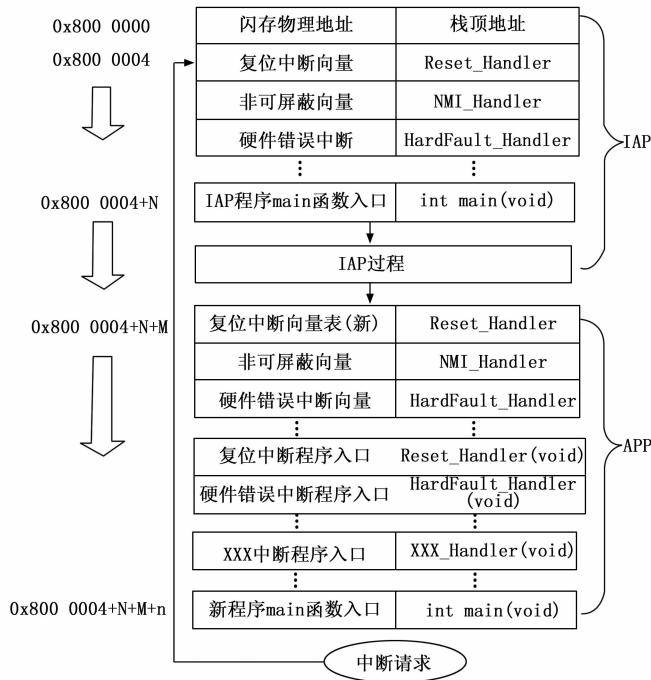 0x800 0000 闪存物理地址 栈顶地址
0x800 0004 复位中断向量 Reset_Handler
非可屏蔽向量 NMI_Handler
硬件错误中断 HardFault_Handler
IAP
0x800 0004+N IAP程序main函数入口 int main(void)
IAP过程
0x800 0004+N+M 复位中断向量表(新) Reset_Handler
非可屏蔽向量 NMI_Handler
硬件错误中断向量 HardFault_Handler
APP
复位中断程序入口 Reset_Handler(void)
硬件错误中断程序入口 HardFault_Handler
(void)
XXX中断程序入口 XXX_Handler(void)
0x800 0004+N+M+n 新程序main函数入口 int main(void)
中断请求